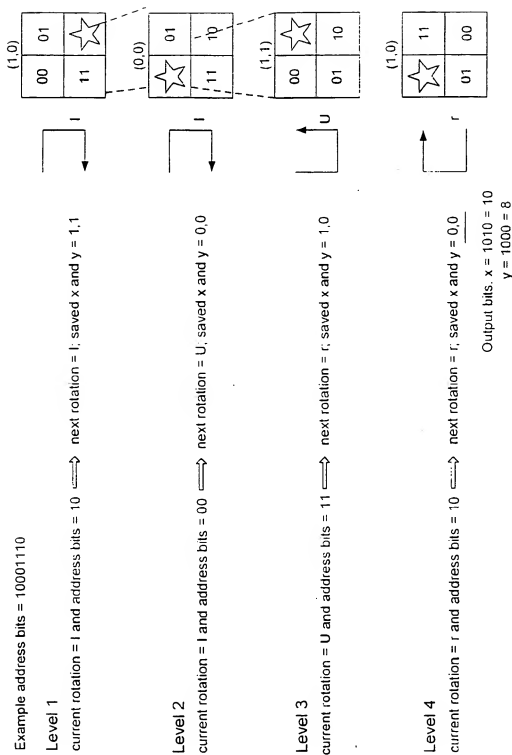 Example address bits = 10001110
Level 1
current rotation = I and address bits = 10 ⇒ next rotation = I; saved x and y = 1,1
I
(1,0)
00 01
11
Level 2
current rotation = I and address bits = 00 ⇒ next rotation = U; saved x and y = 0,0
I
(0,0)
01
11 10
Level 3
current rotation = U and address bits = 11 ⇒ next rotation = r; saved x and y = 1,0
U
(1,1)
00
01 10
Level 4
current rotation = r and address bits = 10 ⇒ next rotation = r; saved x and y = 0,0
r
(1,0)
11
01 00
Output bits. x = 1010 = 10
y = 1000 = 8